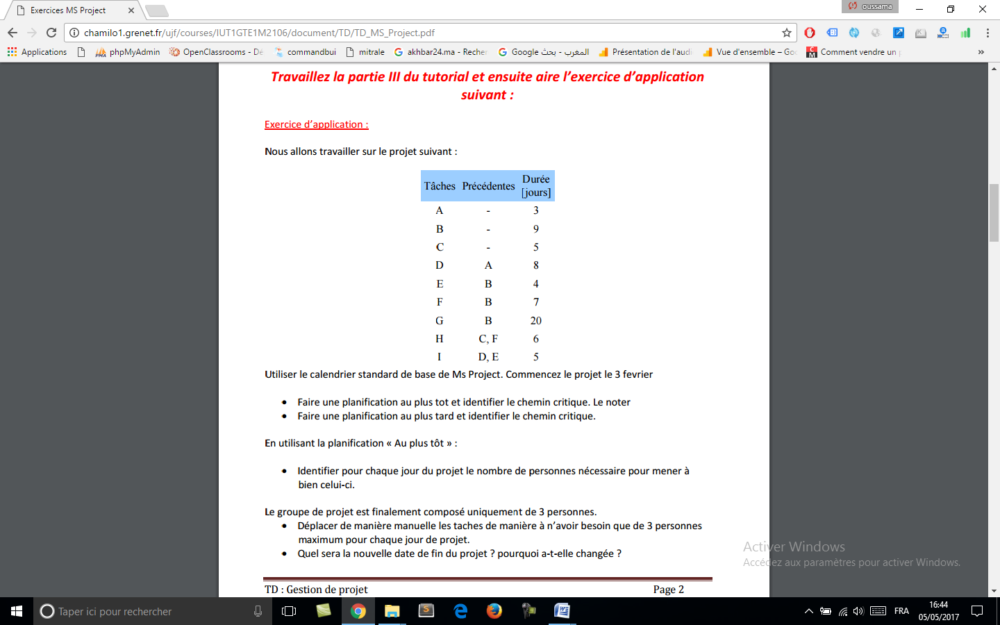 Exercices MS Project
oussama
chamilo1.grenet.fr/ujf/courses/IUT1GTE1M2106/document/TD/TD_MS_Project.pdf
Applications
phpMyAdmin
OpenClassrooms - Dé
commandbui
mitrale
akhbar24.ma - Recher
Google المغرب - بحث
Présentation de l'audi
Vue d'ensemble – Goo
Comment vendre un p
»
Travaillez la partie III du tutorial et ensuite aire l'exercice d'application
suivant :
Exercice d'application :
Nous allons travailler sur le projet suivant :
Tâches Précédentes Durée [jours]
A - 3
B - 9
C - 5
D A 8
E B 4
F B 7
G B 20
H C, F 6
I D, E 5
Utiliser le calendrier standard de base de Ms Project. Commencez le projet le 3 fevrier
• Faire une planification au plus tot et identifier le chemin critique. Le noter
• Faire une planification au plus tard et identifier le chemin critique.
En utilisant la planification « Au plus tôt » :
• Identifier pour chaque jour du projet le nombre de personnes nécessaire pour mener à
bien celui-ci.
Le groupe de projet est finalement composé uniquement de 3 personnes.
• Déplacer de manière manuelle les taches de manière à n'avoir besoin que de 3 personnes
maximum pour chaque jour de projet.
• Quel sera la nouvelle date de fin du projet ? pourquoi a-t-elle changée ?
Activer Windows
Accédez aux paramètres pour activer Windows.
TD : Gestion de projet Page 2
Taper ici pour rechercher
FRA
16:44
05/05/2017